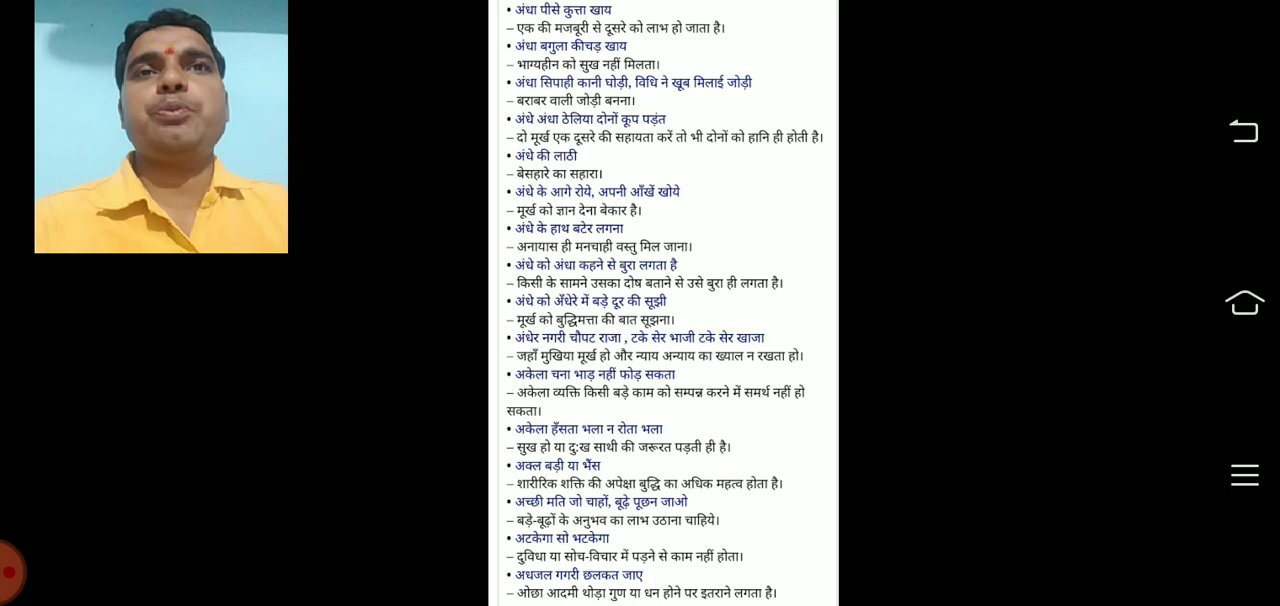 • अंधा पीसे कुत्ता खाय
– एक की मजबूरी से दूसरे को लाभ हो जाता है।
• अंधा बगुला कीचड़ खाय
– भाग्यहीन को सुख नहीं मिलता।
• अंधा सिपाही कानी घोड़ी, विधि ने खूब मिलाई जोड़ी
– बराबर वाली जोड़ी बनना।
• अंधे अंधा ठेलिया दोनों कूप पड़ंत
– दो मूर्ख एक दूसरे की सहायता करें तो भी दोनों को हानि ही होती है।
• अंधे की लाठी
– बेसहारे का सहारा।
• अंधे के आगे रोये, अपनी आँखें खोये
– मूर्ख को ज्ञान देना बेकार है।
• अंधे के हाथ बटेर लगना
– अनायास ही मनचाही वस्तु मिल जाना।
• अंधे को अंधा कहने से बुरा लगता है
– किसी के सामने उसका दोष बताने से उसे बुरा ही लगता है।
• अंधे को अँधेरे में बड़े दूर की सूझी
– मूर्ख को बुद्धिमत्ता की बात सूझना।
• अंधेर नगरी चौपट राजा , टके सेर भाजी टके सेर खाजा
– जहाँ मुखिया मूर्ख हो और न्याय अन्याय का ख्याल न रखता हो।
• अकेला चना भाड़ नहीं फोड़ सकता
– अकेला व्यक्ति किसी बड़े काम को सम्पन्न करने में समर्थ नहीं हो
सकता।
• अकेला हँसता भला न रोता भला
– सुख हो या दु:ख साथी की जरूरत पड़ती ही है।
• अक्ल बड़ी या भैंस
– शारीरिक शक्ति की अपेक्षा बुद्धि का अधिक महत्व होता है।
• अच्छी मति जो चाहों, बूढ़े पूछन जाओ
– बड़े-बूढ़ों के अनुभव का लाभ उठाना चाहिये।
• अटकेगा सो भटकेगा
– दुविधा या सोच-विचार में पड़ने से काम नहीं होता।
• अधजल गगरी छलकत जाए
– ओछा आदमी थोड़ा गुण या धन होने पर इतराने लगता है।